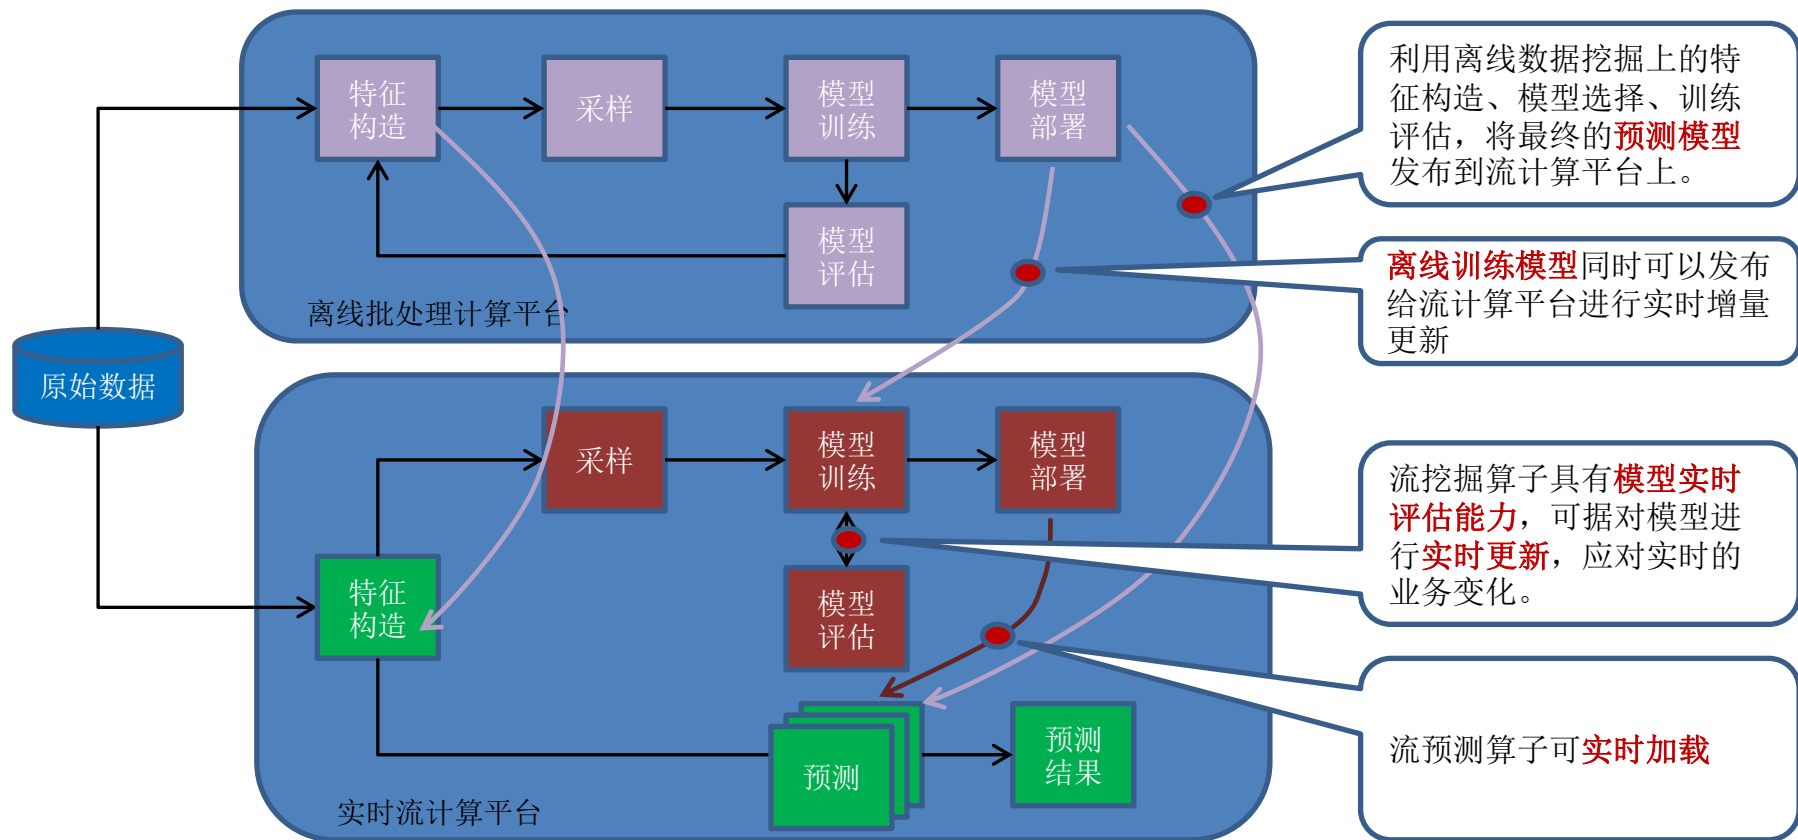 特征
构造
采样
模型
训练
模型
部署
模型
评估
离线批处理计算平台
原始数据
采样
模型
训练
模型
部署
特征
构造
模型
评估
预测
预测
结果
实时流计算平台
利用离线数据挖掘上的特
征构造、模型选择、训练
评估，将最终的预测模型
发布到流计算平台上。
离线训练模型同时可以发布
给流计算平台进行实时增量
更新
流挖掘算子具有模型实时
评估能力，可据对模型进
行实时更新，应对实时的
业务变化。
流预测算子可实时加载